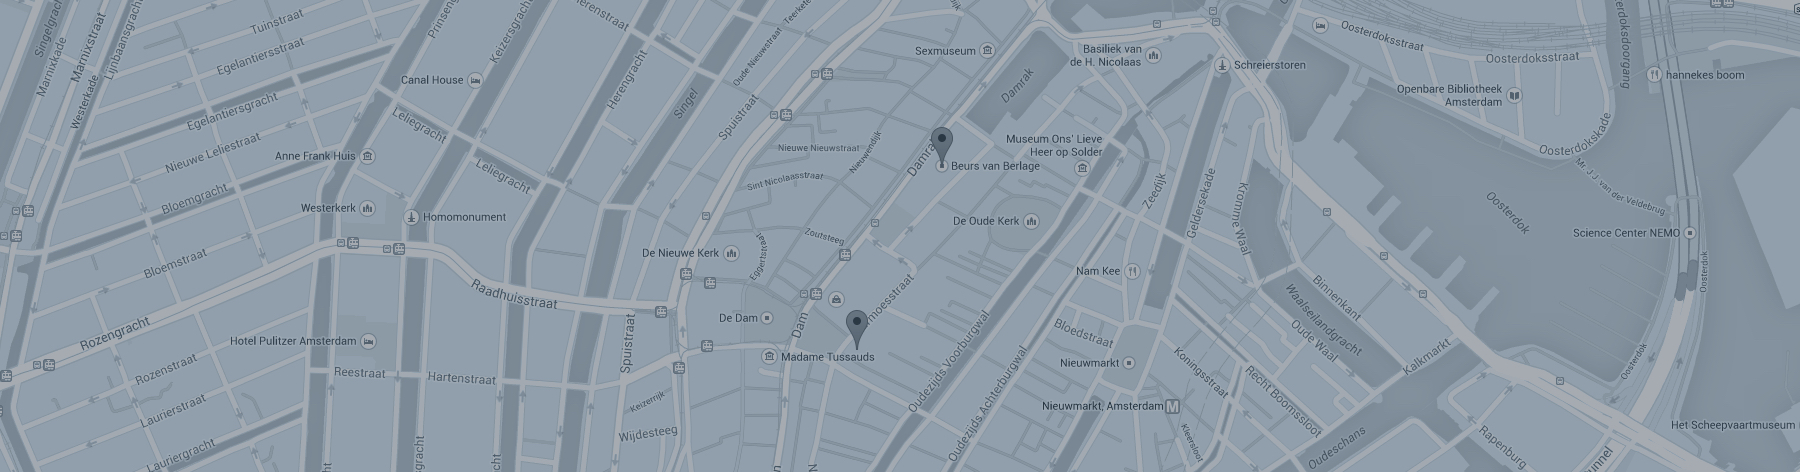 Singelgracht
Marnixkade
Marnixstraat
Lijnbaansgracht
Westerkade
Tuinstraat
Egelantiersstraat
Egelantiersgracht
Nieuwe Leliestraat
Bloemgracht
Bloemstraat
Rozengracht
Rozenstraat
Laurierstraat
Lauriergracht
Anne Frank Huis
Westerkerk
Homomonument
Canal House
Leliegracht
Leliegracht
Keizersgracht
Herenstraat
Herengracht
Singel
Oude Nieuwstraat
Spuistraat
Raadhuisstraat
Hotel Pulitzer Amsterdam
Reestraat
Hartenstraat
Spuistraat
Keizerrijk
Wijdesteeg
Nieuwe Nieuwstraat
Sint Nicolaasstraat
Nieuwendijk
Zoutsteeg
Eggertstraat
De Nieuwe Kerk
De Dam
Dam
Madame Tussauds
Sexmuseum
Damrak
Damrak
Beurs van Berlage
Basiliek van
de H. Nicolaas
Museum Ons' Lieve
Heer op Solder
De Oude Kerk
Nam Kee
Zeedijk
Geldersekade
Kromme Waal
Oudezijds Voorburgwal
Oudezijds Achterburgwal
Bloedstraat
Nieuwmarkt
Nieuwmarkt, Amsterdam
M
Koningsstraat
Recht Boomssloot
Kleersloot
Oudeschans
Oude Waal
Waalseilandgracht
Binnenkant
Kalkmarkt
Rapenburg
Schreierstoren
Oosterdoksstraat
Oosterdoksstraat
Oosterdoksdoorgang
hannekes boom
Openbare Bibliotheek
Amsterdam
Oosterdokskade
Mr. J.J. van der Veldebrug
Oosterdok
Science Center NEMO
Oosterdok
Oosterdok
Het Scheepvaartmuseum